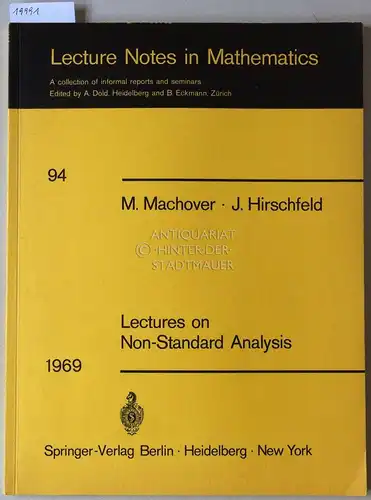 19991
Lecture Notes in Mathematics
A collection of informal reports and seminars
Edited by A. Dold, Heidelberg and B. Eckmann, Zürich
94
M. Machover · J. Hirschfeld
ANTIQUARIAT
© ·HINTER·DER·
STADTMAUER
Lectures on
Non-Standard Analysis
1969
Springer-Verlag Berlin · Heidelberg · New York